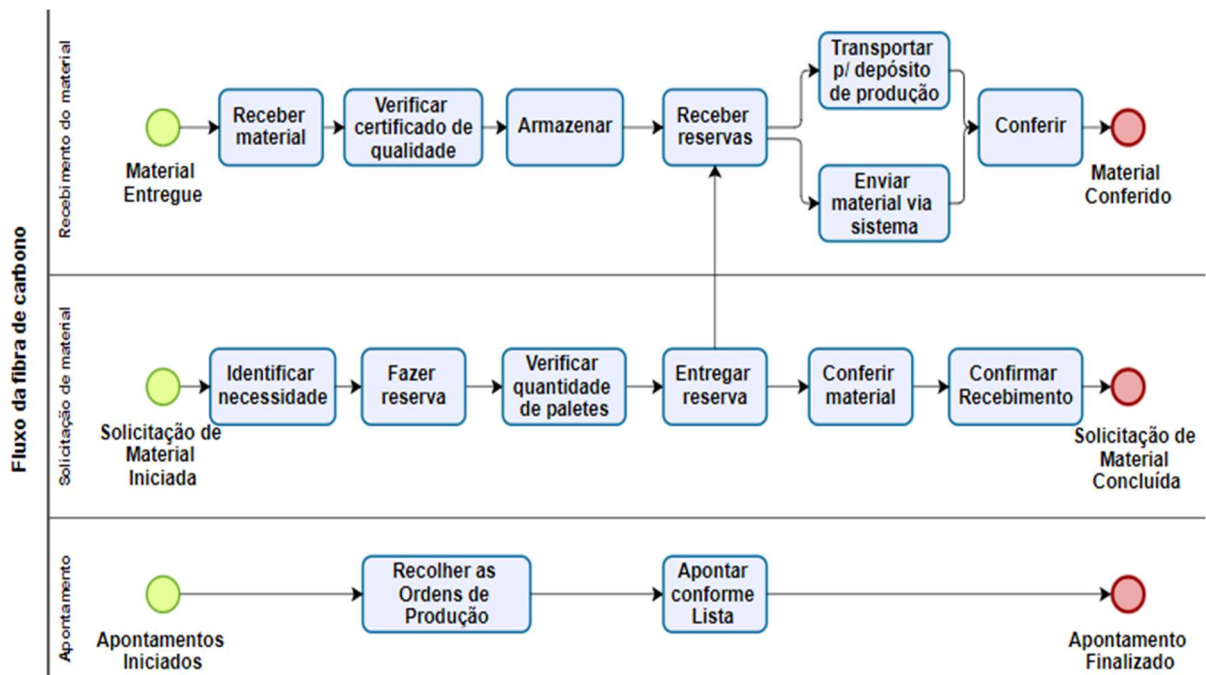 Fluxo da fibra de carbono
Recebimento do material
Material
Entregue
Receber
material
Verificar
certificado de
qualidade
Armazenar
Receber
reservas
Transportar
p/ depósito
de produção
Enviar
material via
sistema
Conferir
Material
Conferido
Solicitação de material
Solicitação de
Material
Iniciada
Identificar
necessidade
Fazer
reserva
Verificar
quantidade
de paletes
Entregar
reserva
Conferir
material
Confirmar
Recebimento
Solicitação de
Material
Concluída
Apontamento
Apontamentos
Iniciados
Recolher as
Ordens de
Produção
Apontar
conforme
Lista
Apontamento
Finalizado